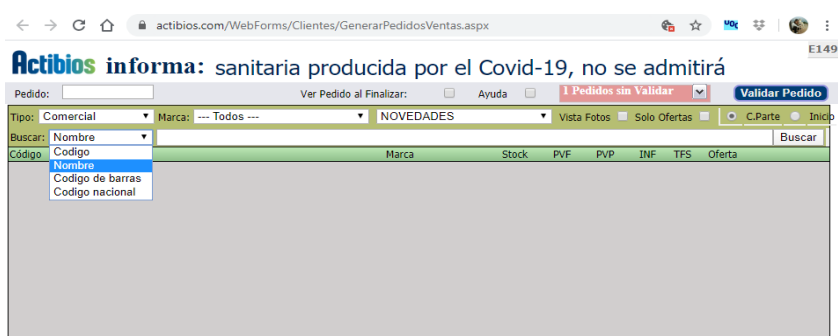 actibios.com/WebForms/Clientes/GenerarPedidosVentas.aspx
E149
Actibios informa: sanitaria producida por el Covid-19, no se admitirá
Pedido: Ver Pedido al Finalizar: Ayuda 1 Pedidos sin Validar Validar Pedido
Tipo: Comercial Marca: --- Todos --- NOVEDADES Vista Fotos Solo Ofertas C.Parte Inicio
Buscar: Nombre Buscar
Código Marca Stock PVF PVP INF TFS Oferta
Codigo
Nombre
Codigo de barras
Codigo nacional